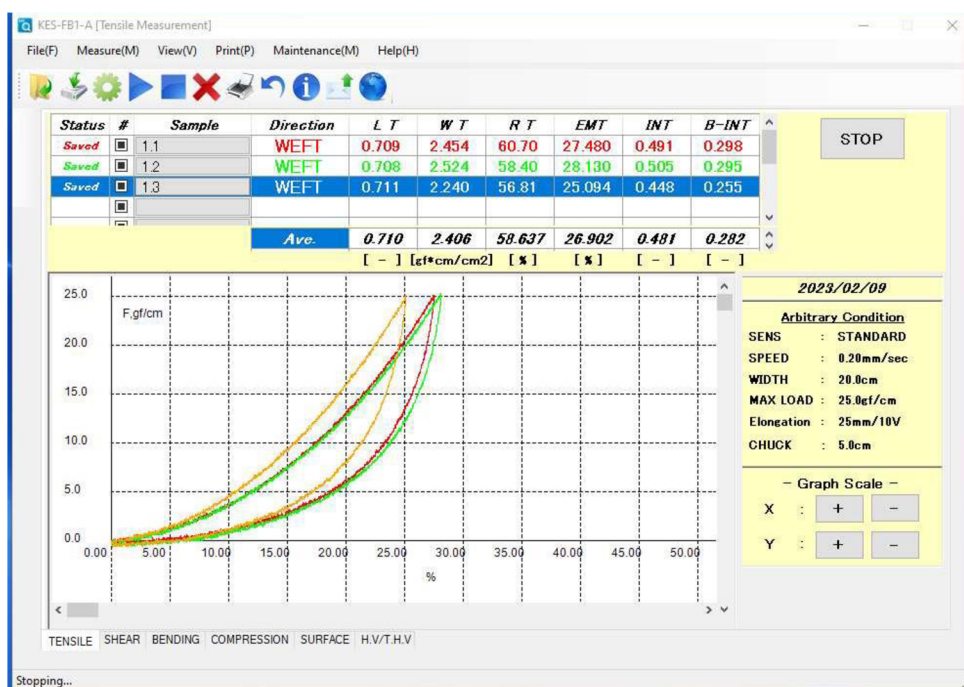 KES-FB1-A [Tensile Measurement]
File(F) Measure(M) View(V) Print(P) Maintenance(M) Help(H)
Status # Sample Direction L T W T R T EMT INT B-INT
Saved 1.1 WEFT 0.709 2.454 60.70 27.480 0.491 0.298
Saved 1.2 WEFT 0.708 2.524 58.40 28.130 0.505 0.295
Saved 1.3 WEFT 0.711 2.240 56.81 25.094 0.448 0.255
Ave. 0.710 2.406 58.637 26.902 0.481 0.282
[ - ] [gf*cm/cm2] [ % ] [ % ] [ - ] [ - ]
STOP
25.0
F,gf/cm
20.0
15.0
10.0
5.0
0.0
0.00 5.00 10.00 15.00 20.00 25.00 30.00 35.00 40.00 45.00 50.00
%
2023/02/09
Arbitrary Condition
SENS : STANDARD
SPEED : 0.20mm/sec
WIDTH : 20.0cm
MAX LOAD : 25.0gf/cm
Elongation : 25mm/10V
CHUCK : 5.0cm
- Graph Scale -
X : + -
Y : + -
TENSILE SHEAR BENDING COMPRESSION SURFACE H.V/T.H.V
Stopping...